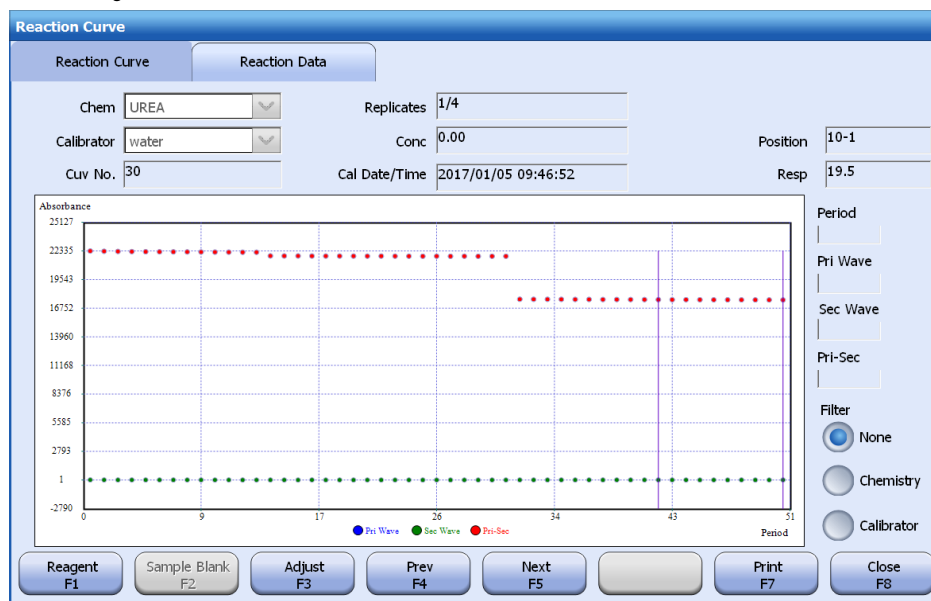 Reaction Curve
Reaction Curve Reaction Data
Chem UREA Replicates 1/4
Calibrator water Conc 0.00 Position 10-1
Cuv No. 30 Cal Date/Time 2017/01/05 09:46:52 Resp 19.5
Absorbance
25127
22335
19543
16752
13960
11168
8376
5585
2793
1
-2790
0 9 17 26 34 43 51
Pri Wave Sec Wave Pri-Sec Period
Period
Pri Wave
Sec Wave
Pri-Sec
Filter
None
Chemistry
Calibrator
Reagent Sample Blank Adjust Prev Next Print Close
F1 F2 F3 F4 F5 F7 F8